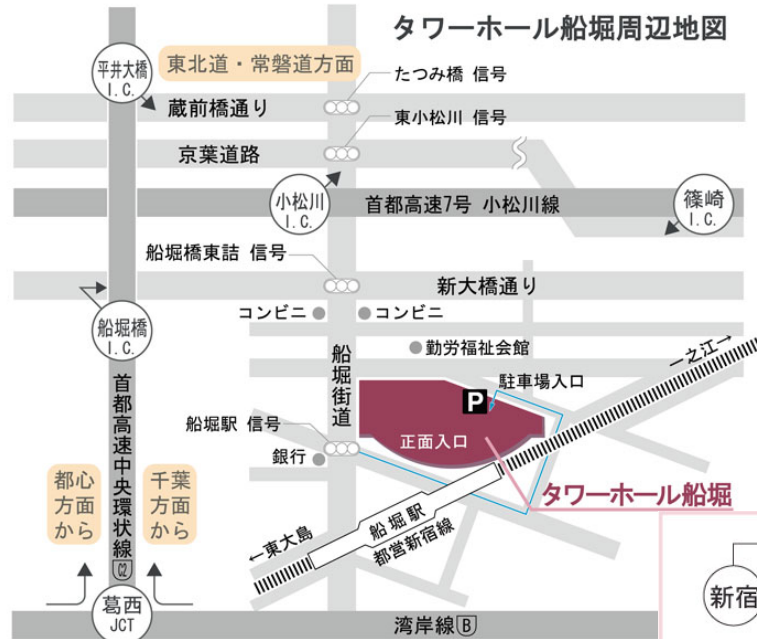 タワーホール船堀周辺地図
平井大橋
I.C.
東北道・常磐道方面
たつみ橋 信号
蔵前橋通り
東小松川 信号
京葉道路
小松川
I.C.
首都高速7号 小松川線
篠崎
I.C.
船堀橋東詰 信号
新大橋通り
コンビニ
コンビニ
船堀橋
I.C.
船堀街道
勤労福祉会館
一之江→
駐車場入口
P
首都高速中央環状線
C2
船堀駅 信号
正面入口
銀行
都心
方面
から
千葉
方面
から
タワーホール船堀
船堀駅
都営新宿線
←東大島
葛西
JCT
湾岸線
B
新宿